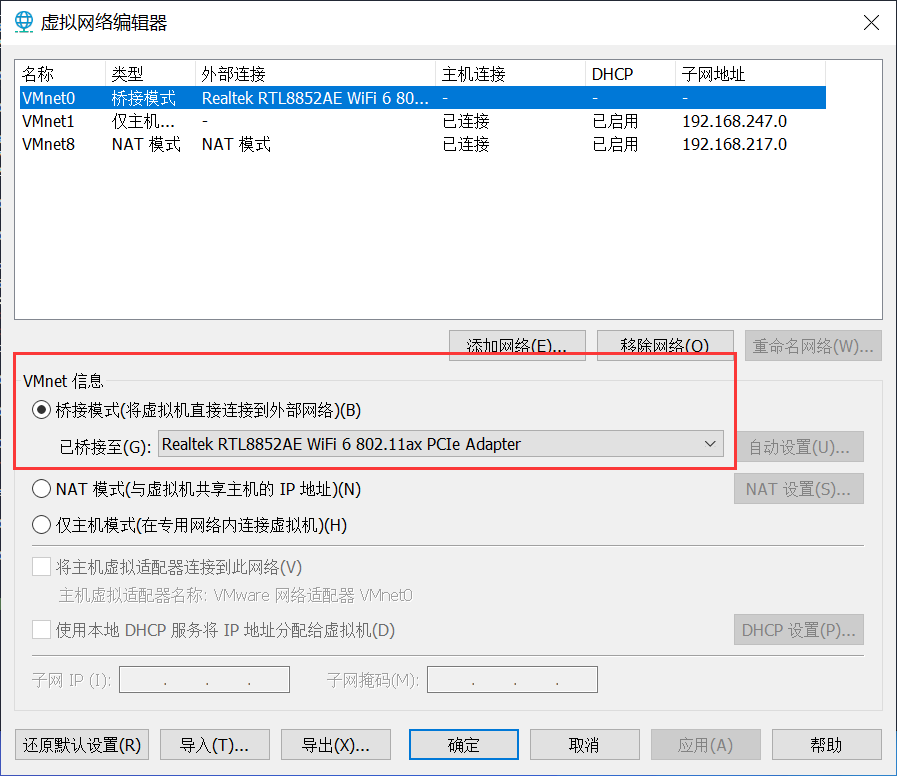 虚拟网络编辑器
名称 类型 外部连接 主机连接 DHCP 子网地址
VMnet0 桥接模式 Realtek RTL8852AE WiFi 6 80... - - -
VMnet1 仅主机... - 已连接 已启用 192.168.247.0
VMnet8 NAT 模式 NAT 模式 已连接 已启用 192.168.217.0
添加网络(E)... 移除网络(O) 重命名网络(W)...
VMnet 信息
桥接模式(将虚拟机直接连接到外部网络)(B)
已桥接至(G): Realtek RTL8852AE WiFi 6 802.11ax PCIe Adapter 自动设置(U)...
NAT 模式(与虚拟机共享主机的 IP 地址)(N) NAT 设置(S)...
仅主机模式(在专用网络内连接虚拟机)(H)
将主机虚拟适配器连接到此网络(V)
主机虚拟适配器名称: VMware 网络适配器 VMnet0
使用本地 DHCP 服务将 IP 地址分配给虚拟机(D) DHCP 设置(P)...
子网 IP (I): . . . 子网掩码(M): . . .
还原默认设置(R) 导入(T)... 导出(X)... 确定 取消 应用(A) 帮助